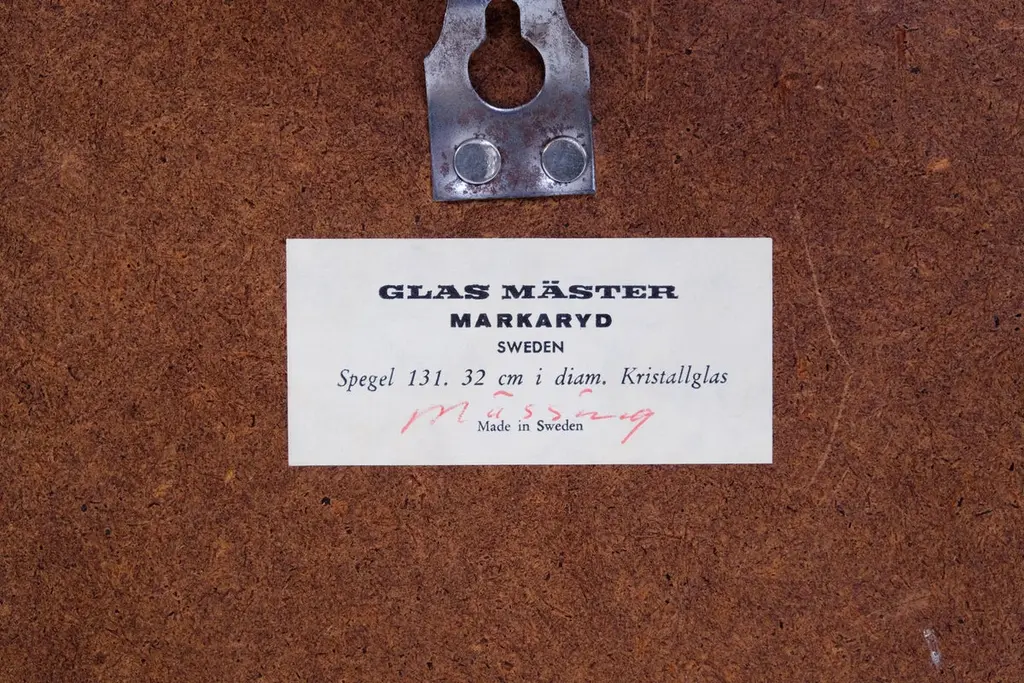 GLAS MÄSTER
MARKARYD
SWEDEN
Spegel 131. 32 cm i diam. Kristallglas
Mässing
Made in Sweden